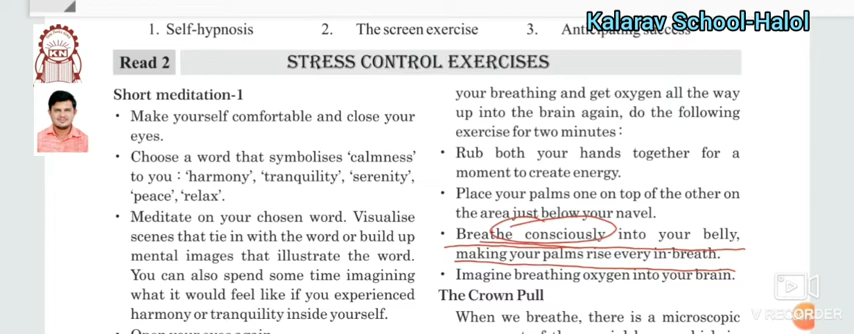 1. Self-hypnosis 2. The screen exercise 3. Anticipating success
Kalarav School-Halol
KN
Read 2 STRESS CONTROL EXERCISES
Short meditation-1
• Make yourself comfortable and close your
eyes.
• Choose a word that symbolises ‘calmness’
to you : ‘harmony’, ‘tranquility’, ‘serenity’,
‘peace’, ‘relax’.
• Meditate on your chosen word. Visualise
scenes that tie in with the word or build up
mental images that illustrate the word.
You can also spend some time imagining
what it would feel like if you experienced
harmony or tranquility inside yourself.
your breathing and get oxygen all the way
up into the brain again, do the following
exercise for two minutes :
• Rub both your hands together for a
moment to create energy.
• Place your palms one on top of the other on
the area just below your navel.
• Breathe consciously into your belly,
making your palms rise every in-breath.
• Imagine breathing oxygen into your brain.
The Crown Pull
When we breathe, there is a microscopic
V RECORDER